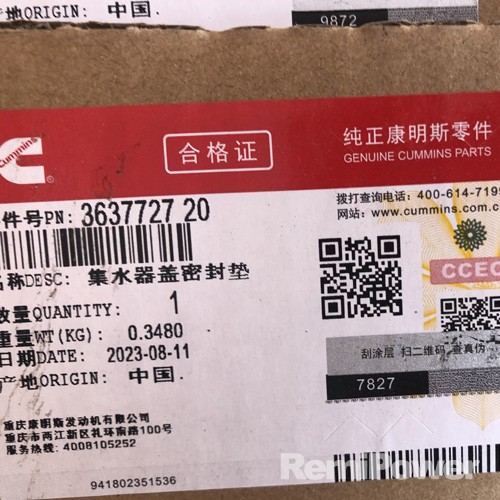 产地ORIGIN: 中国.
9872
Cummins
合格证
纯正康明斯零件
GENUINE CUMMINS PARTS
拨打查询电话: 400-614-719
网站: www.cummins.com.c
件号PN: 3637727 20
CCEC
名称DESC: 集水器盖密封垫
数量QUANTITY: 1
重量WT(KG): 0.3480
日期DATE: 2023-08-11
产地ORIGIN: 中国.
刮涂层 扫二维码 查真伪
7827
重庆康明斯发动机有限公司
重庆市两江新区礼环南路100号
服务热线: 4008105252
941802351536
Remi Power